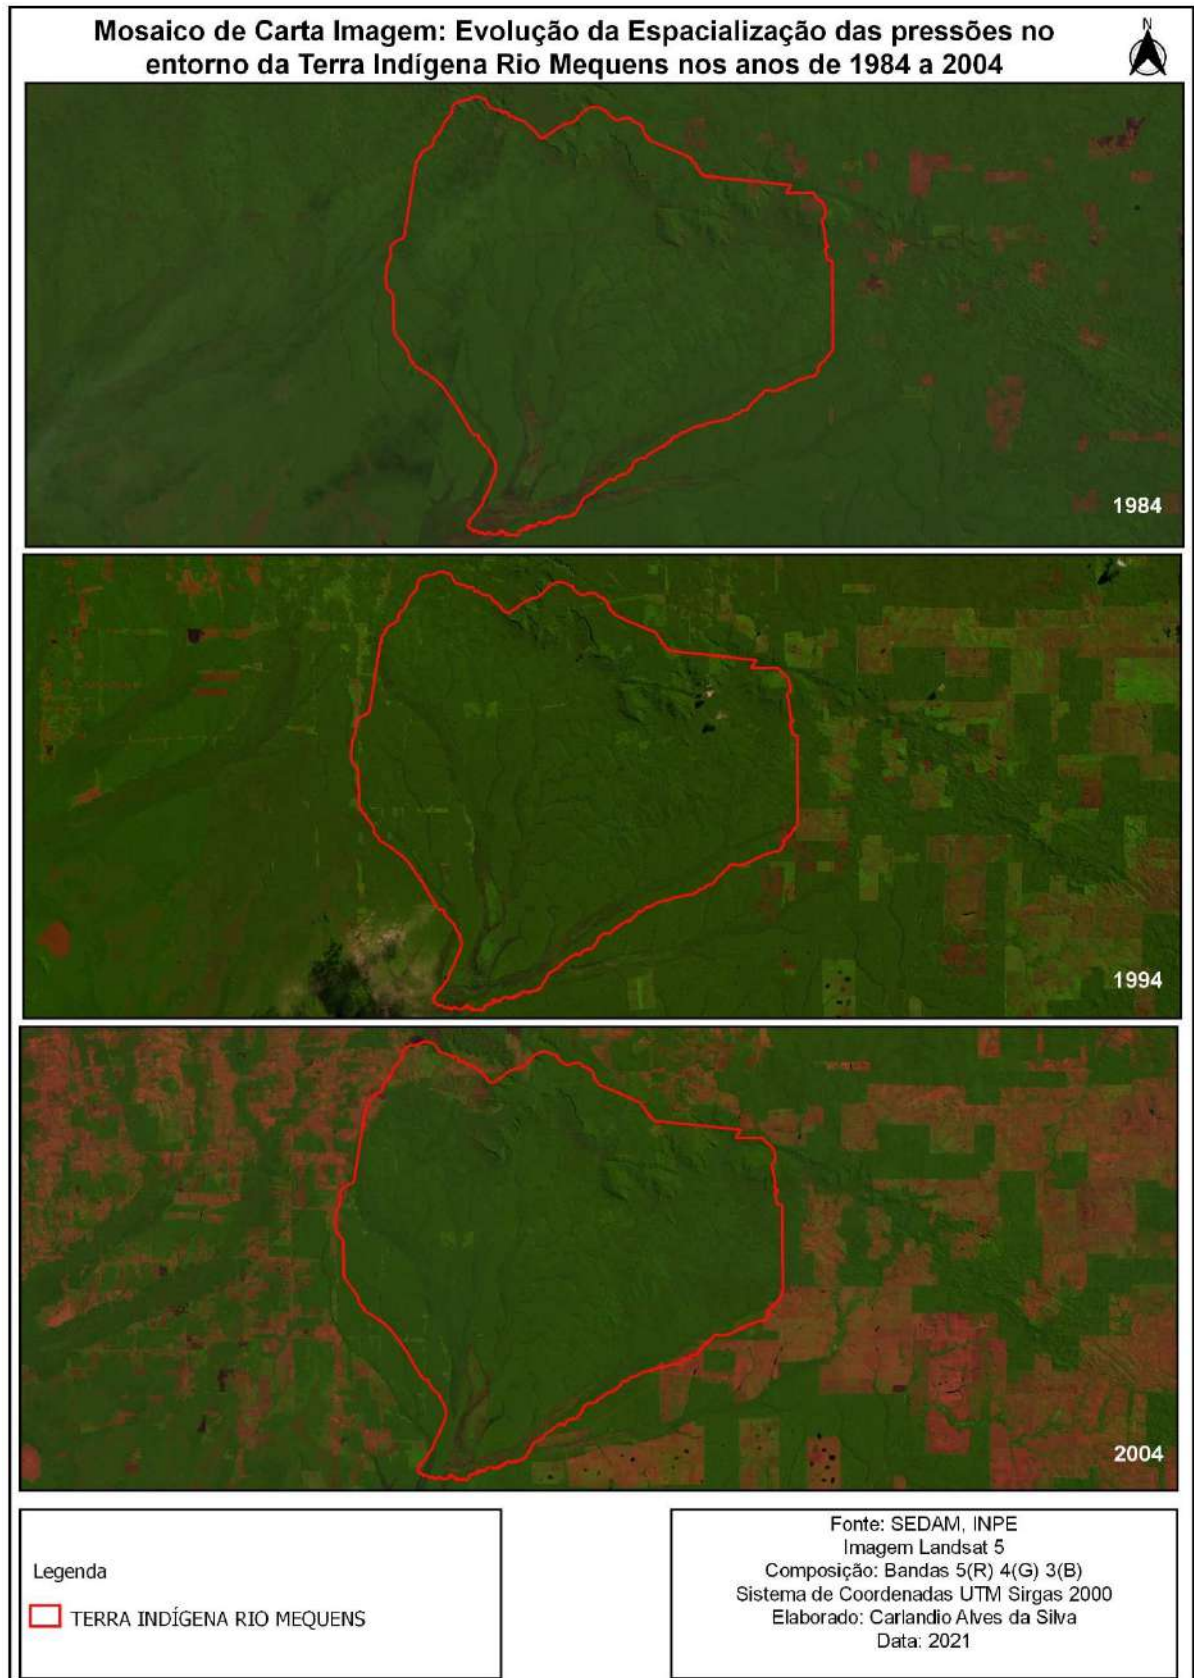 Mosaico de Carta Imagem: Evolução da Espacialização das pressões no
entorno da Terra Indígena Rio Mequens nos anos de 1984 a 2004
N
1984
1994
2004
Legenda
TERRA INDÍGENA RIO MEQUENS
Fonte: SEDAM, INPE
Imagem Landsat 5
Composição: Bandas 5(R) 4(G) 3(B)
Sistema de Coordenadas UTM Sirgas 2000
Elaborado: Carlandio Alves da Silva
Data: 2021